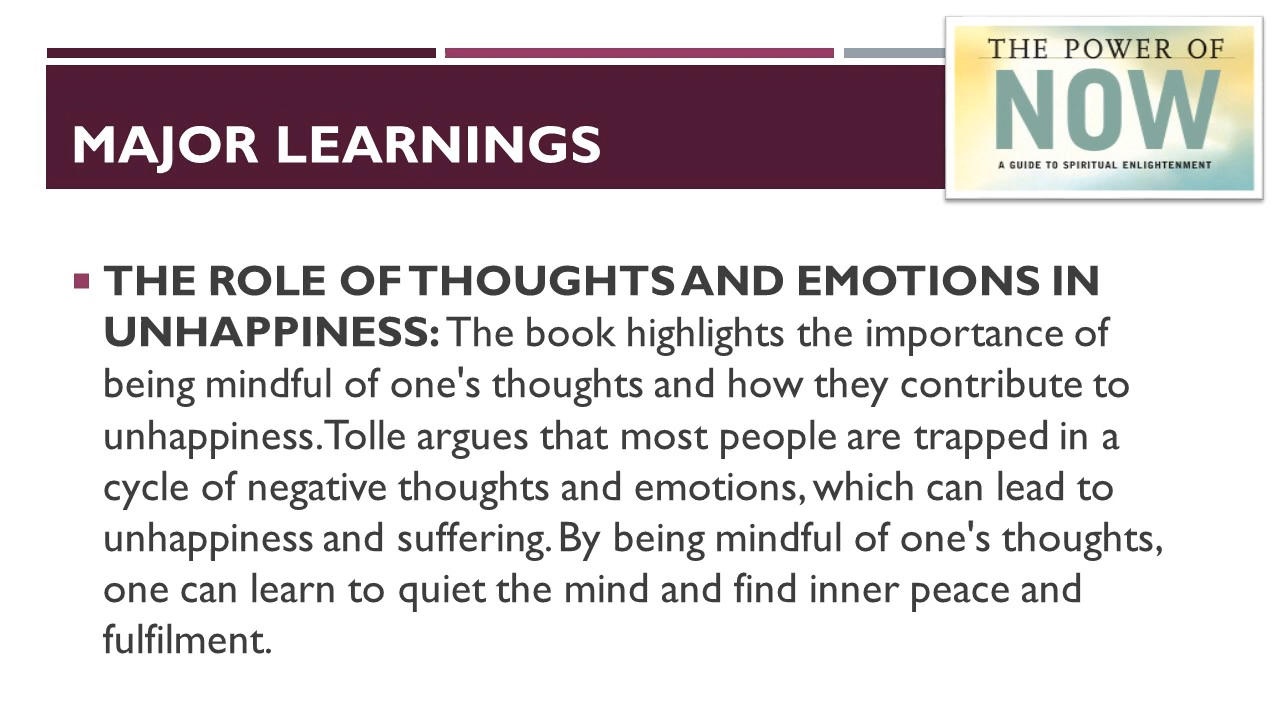 THE POWER OF
NOW
A GUIDE TO SPIRITUAL ENLIGHTENMENT
MAJOR LEARNINGS
THE ROLE OF THOUGHTS AND EMOTIONS IN
UNHAPPINESS: The book highlights the importance of
being mindful of one's thoughts and how they contribute to
unhappiness. Tolle argues that most people are trapped in a
cycle of negative thoughts and emotions, which can lead to
unhappiness and suffering. By being mindful of one's thoughts,
one can learn to quiet the mind and find inner peace and
fulfilment.